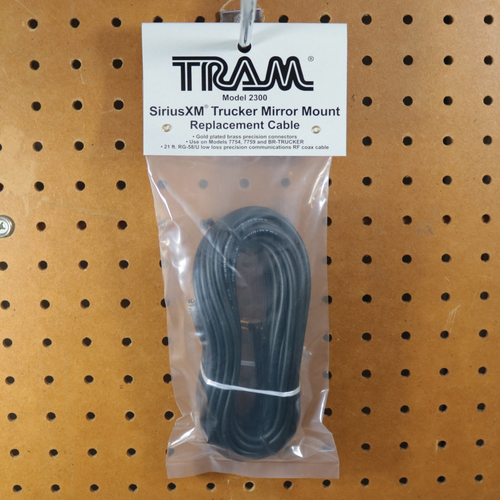 TRAM®
Model 2300
SiriusXM® Trucker Mirror Mount
Replacement Cable
• Gold plated brass precision connectors
• Use on Models 7754, 7759 and BR-TRUCKER
• 21 ft. RG-58/U low loss precision communications RF coax cable